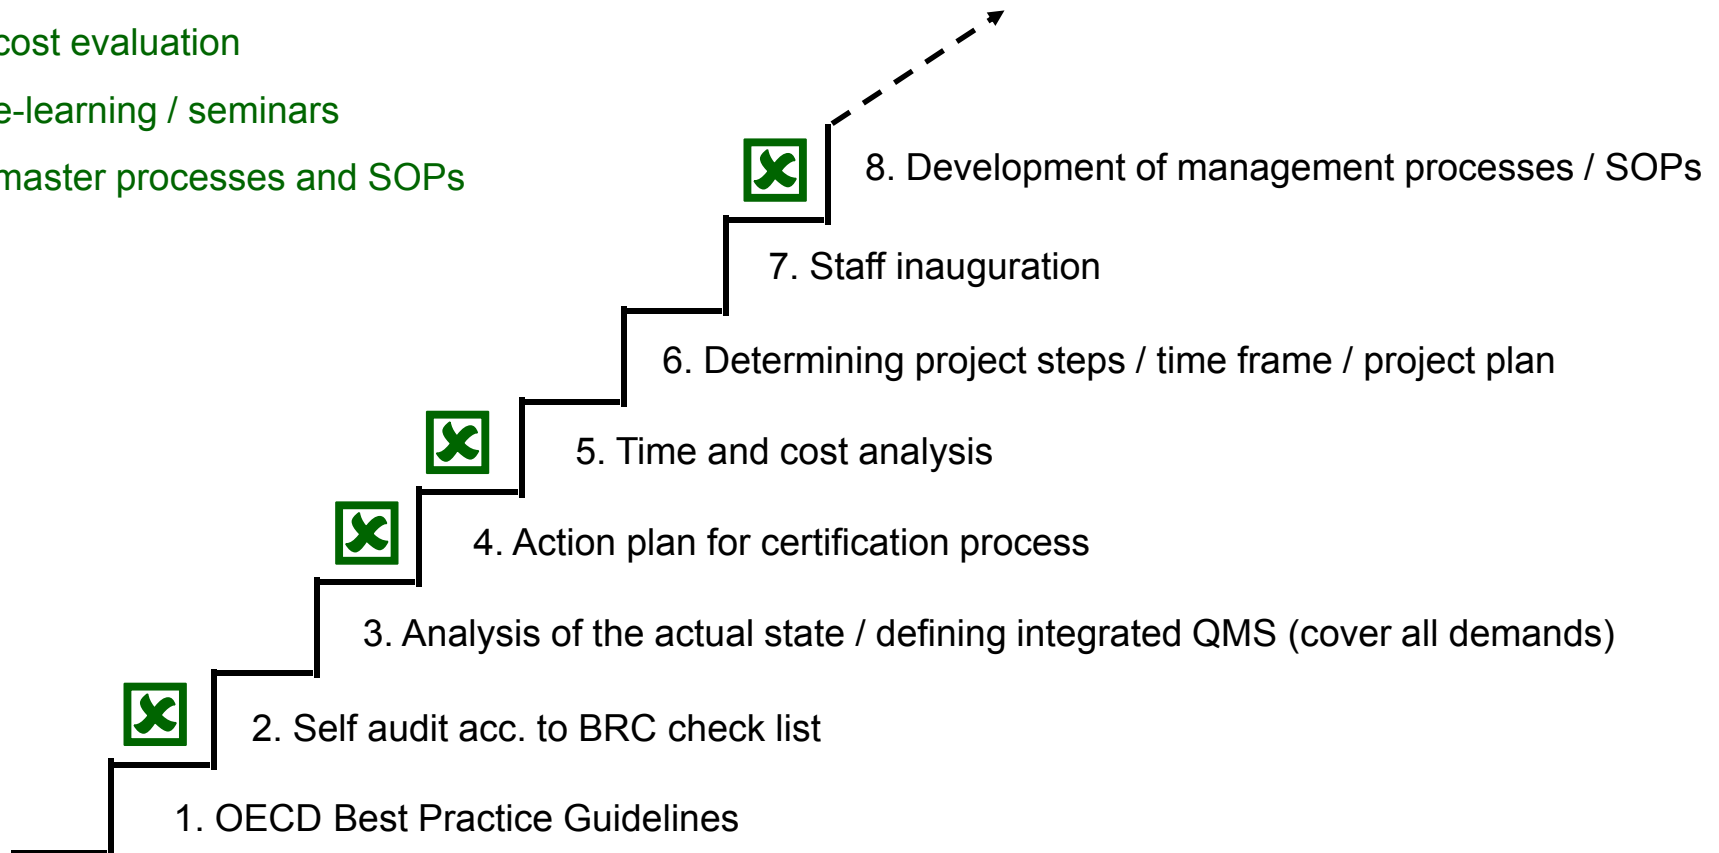 cost evaluation
e-learning / seminars
master processes and SOPs
8. Development of management processes / SOPs
7. Staff inauguration
6. Determining project steps / time frame / project plan
5. Time and cost analysis
4. Action plan for certification process
3. Analysis of the actual state / defining integrated QMS (cover all demands)
2. Self audit acc. to BRC check list
1. OECD Best Practice Guidelines